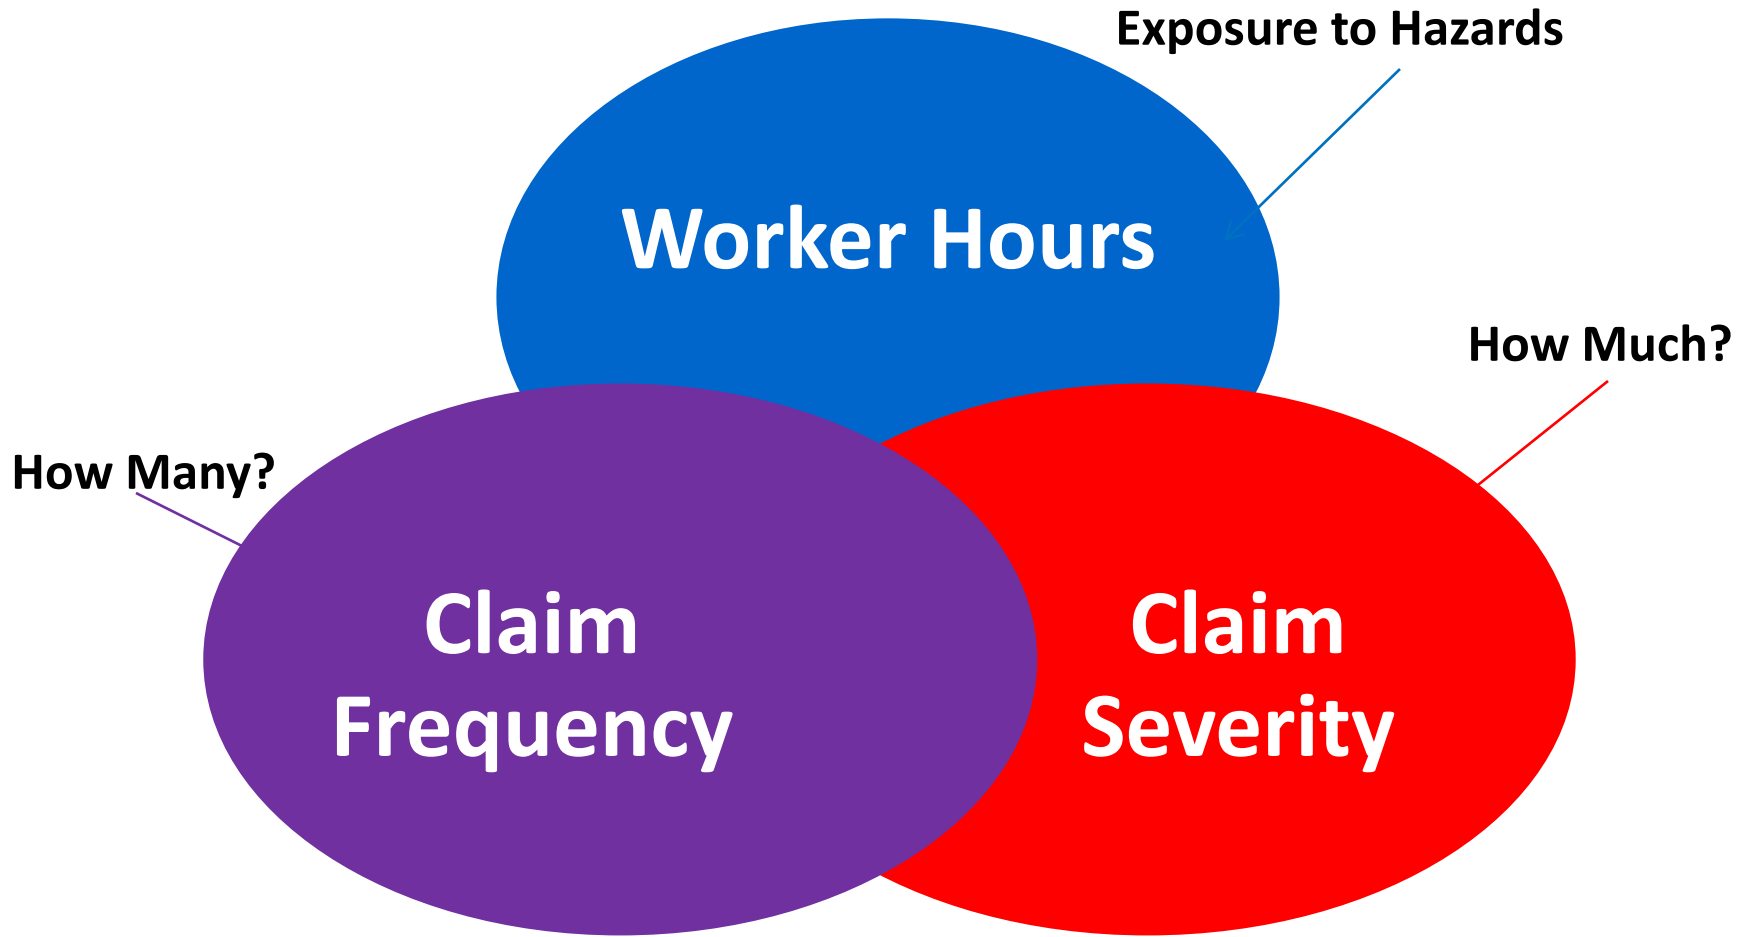 Exposure to Hazards
Worker Hours
How Much?
How Many?
Claim
Frequency
Claim
Severity